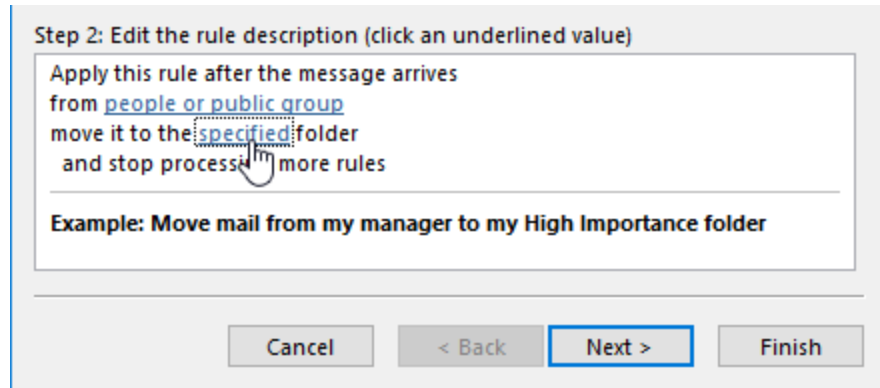 Step 2: Edit the rule description (click an underlined value)
Apply this rule after the message arrives
from people or public group
move it to the specified folder
and stop more rules
Example: Move mail from my manager to my High Importance folder
Cancel
< Back
Next >
Finish